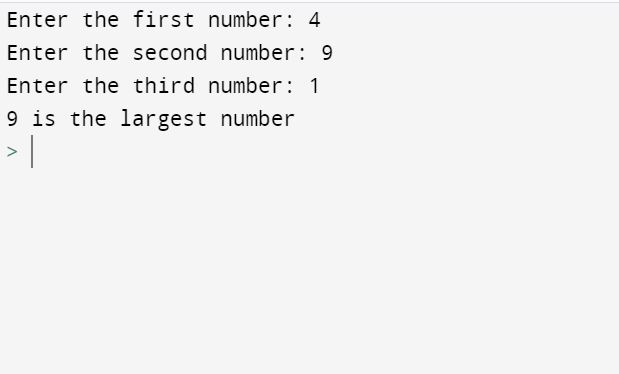 Enter the first number: 4
Enter the second number: 9
Enter the third number: 1
9 is the largest number
>